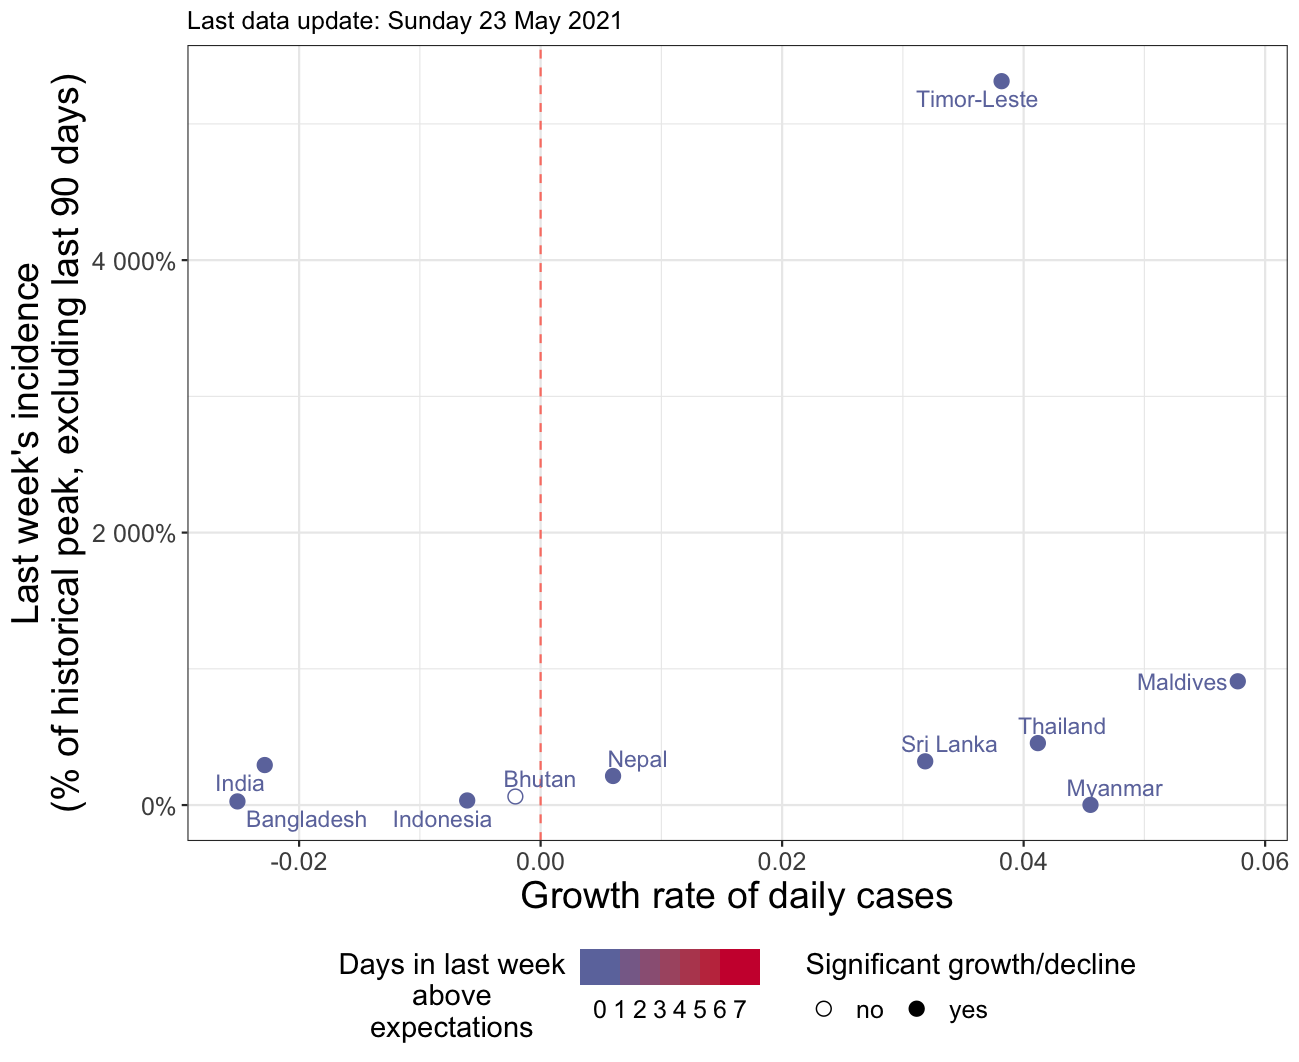 Last data update: Sunday 23 May 2021
Last week's incidence
(% of historical peak, excluding last 90 days)
4 000%
2 000%
0%
Timor-Leste
Maldives
Thailand
Sri Lanka
Nepal
Bhutan
India
Myanmar
Bangladesh
Indonesia
-0.02
0.00
0.02
0.04
0.06
Growth rate of daily cases
Days in last week
above
expectations
0 1 2 3 4 5 6 7
Significant growth/decline
no
yes